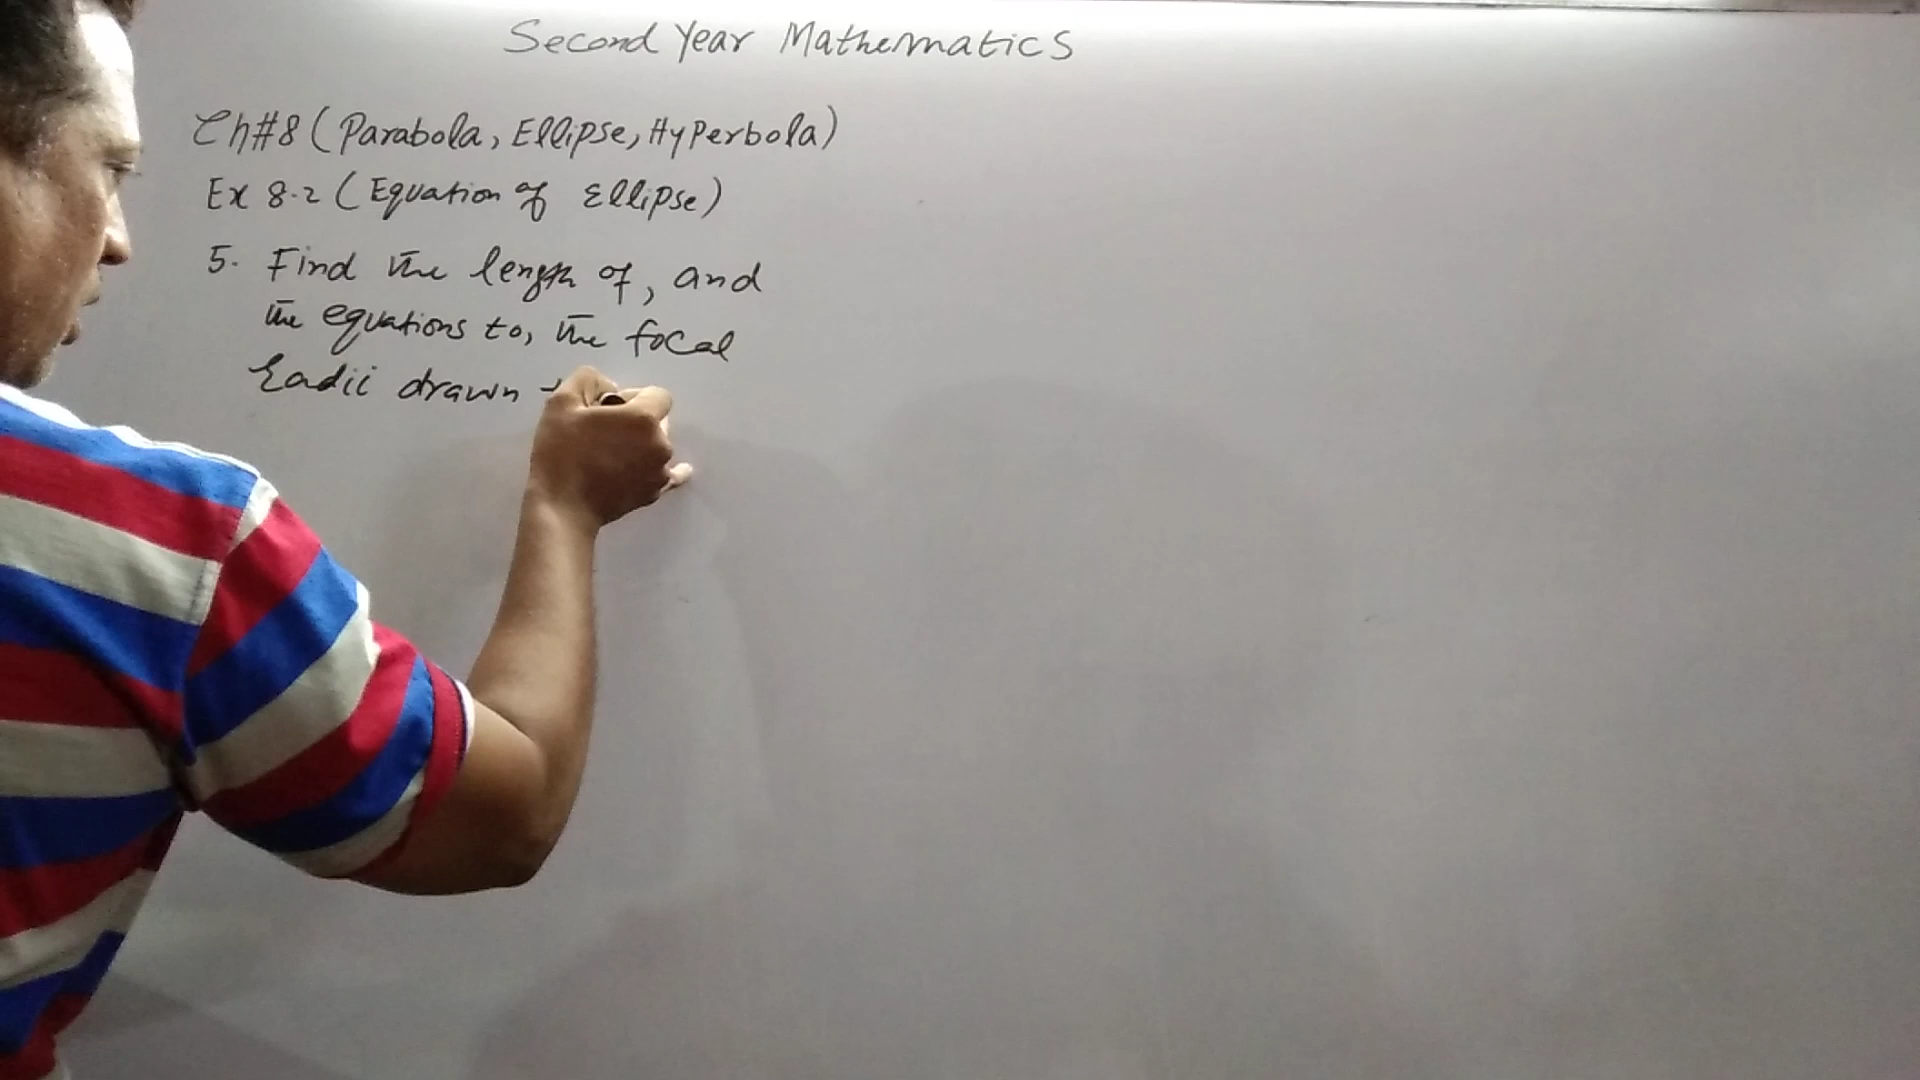 Second Year Mathematics
Ch#8 (Parabola, Ellipse, Hyperbola)
Ex 8.2 (Equation of Ellipse)
5. Find the length of, and
the equations to, the focal
radii drawn